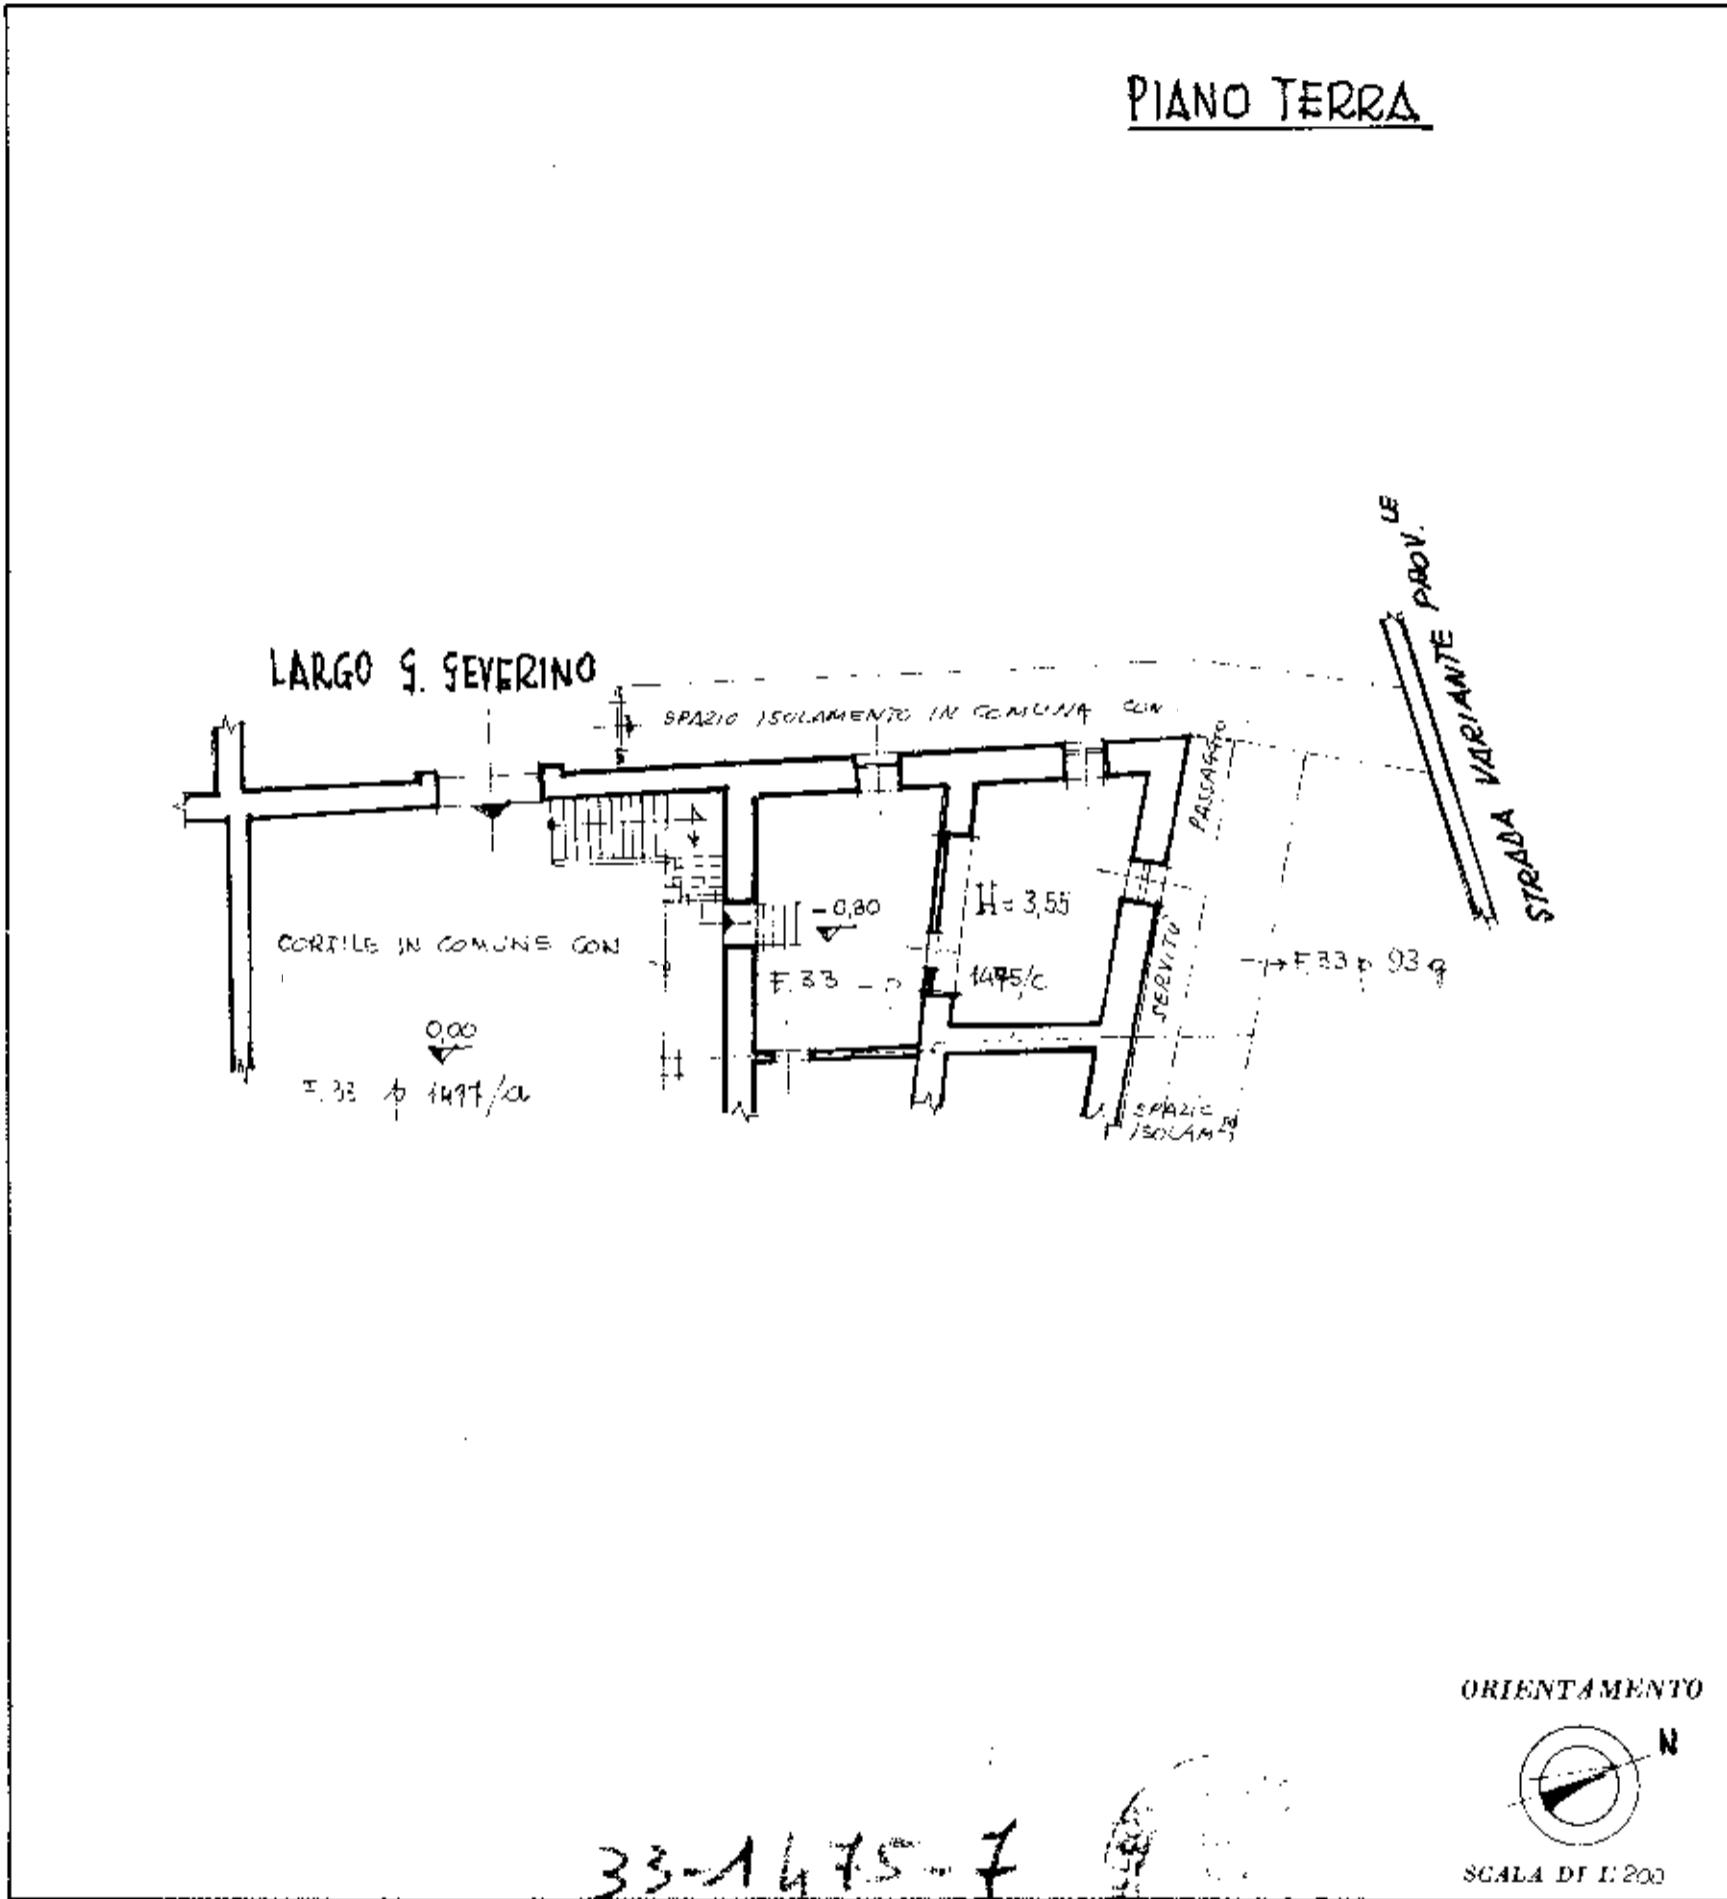 PIANO TERRA
STRADA VARIANTE PROV.LE
LARGO S. SEVERINO
SPAZIO ISOLAMENTO IN COMUNA CON
PASSAGGIO
SERVITÙ
-0,80
H = 3,55
CORTILE IN COMUNE CON
F.33 p 93 q
F.33 - p 1475/c
0,00
F.33 p 1477/a
SPAZIO
ISOLAM.
ORIENTAMENTO
N
33-1475-7
SCALA DI 1:200